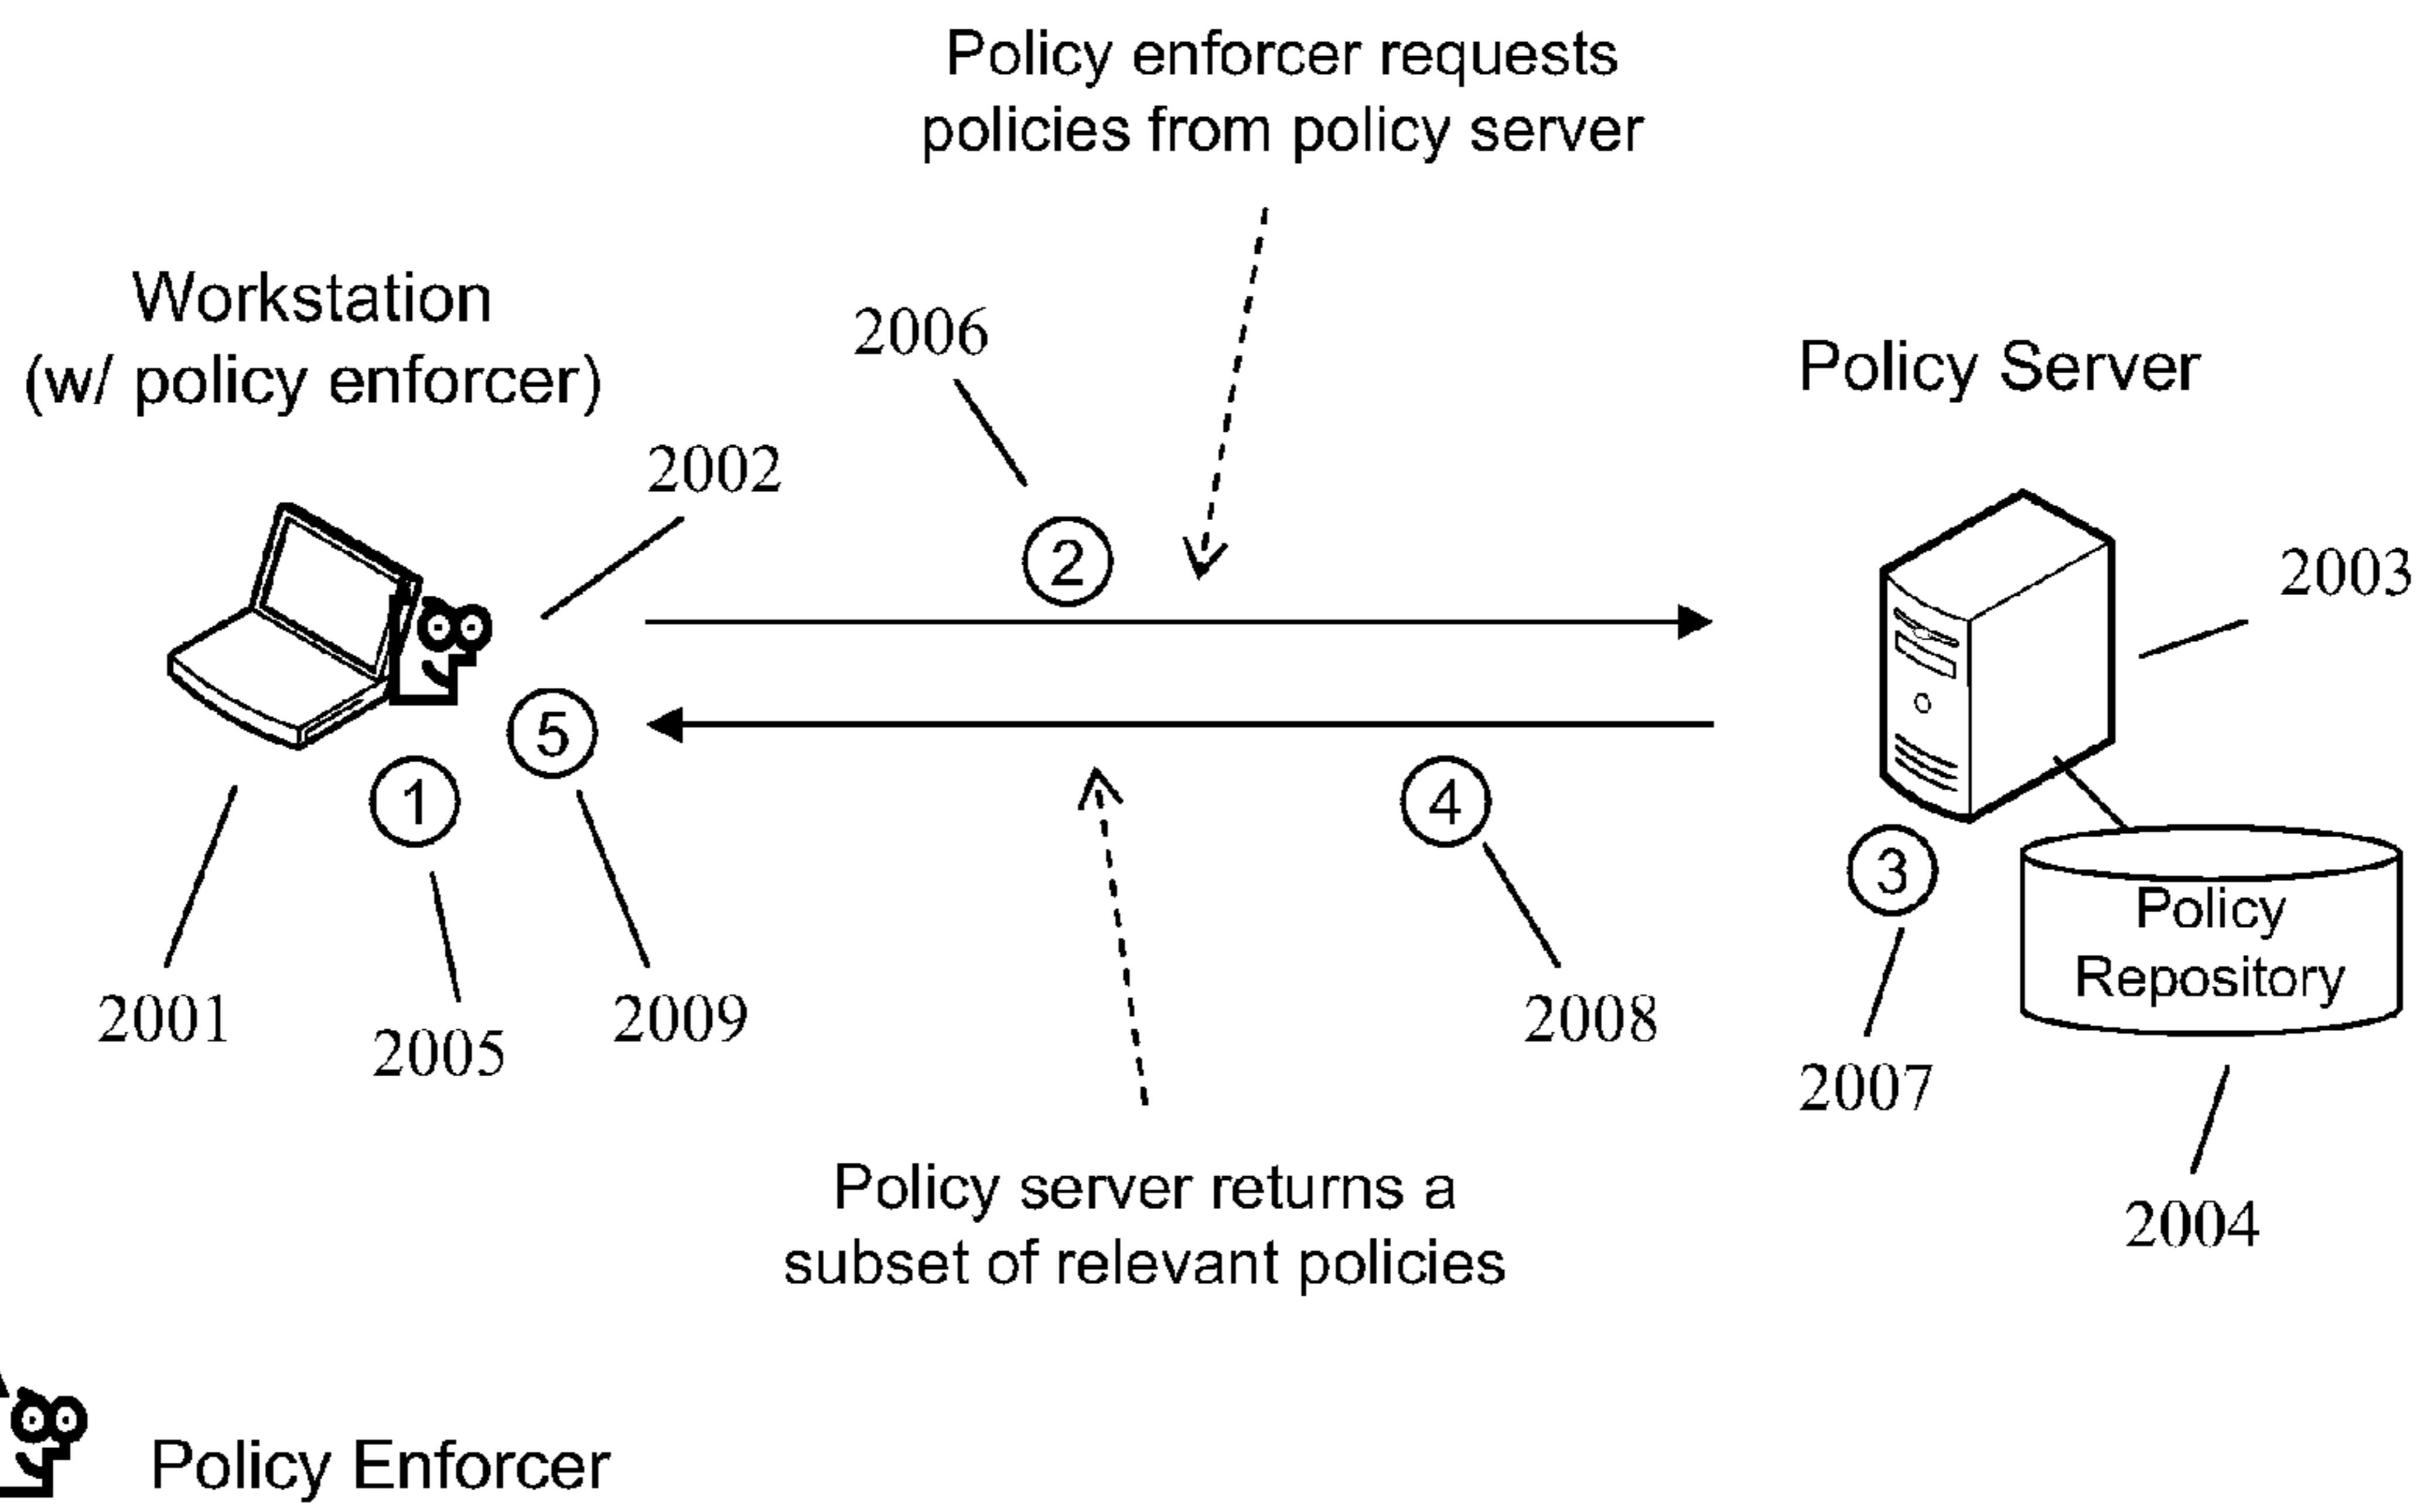 Policy enforcer requests
policies from policy server
Workstation
(w/ policy enforcer)
2006
Policy Server
2002
2
2003
5
1
4
3
Policy
Repository
2001
2005
2009
2008
2007
2004
Policy server returns a
subset of relevant policies
Policy Enforcer